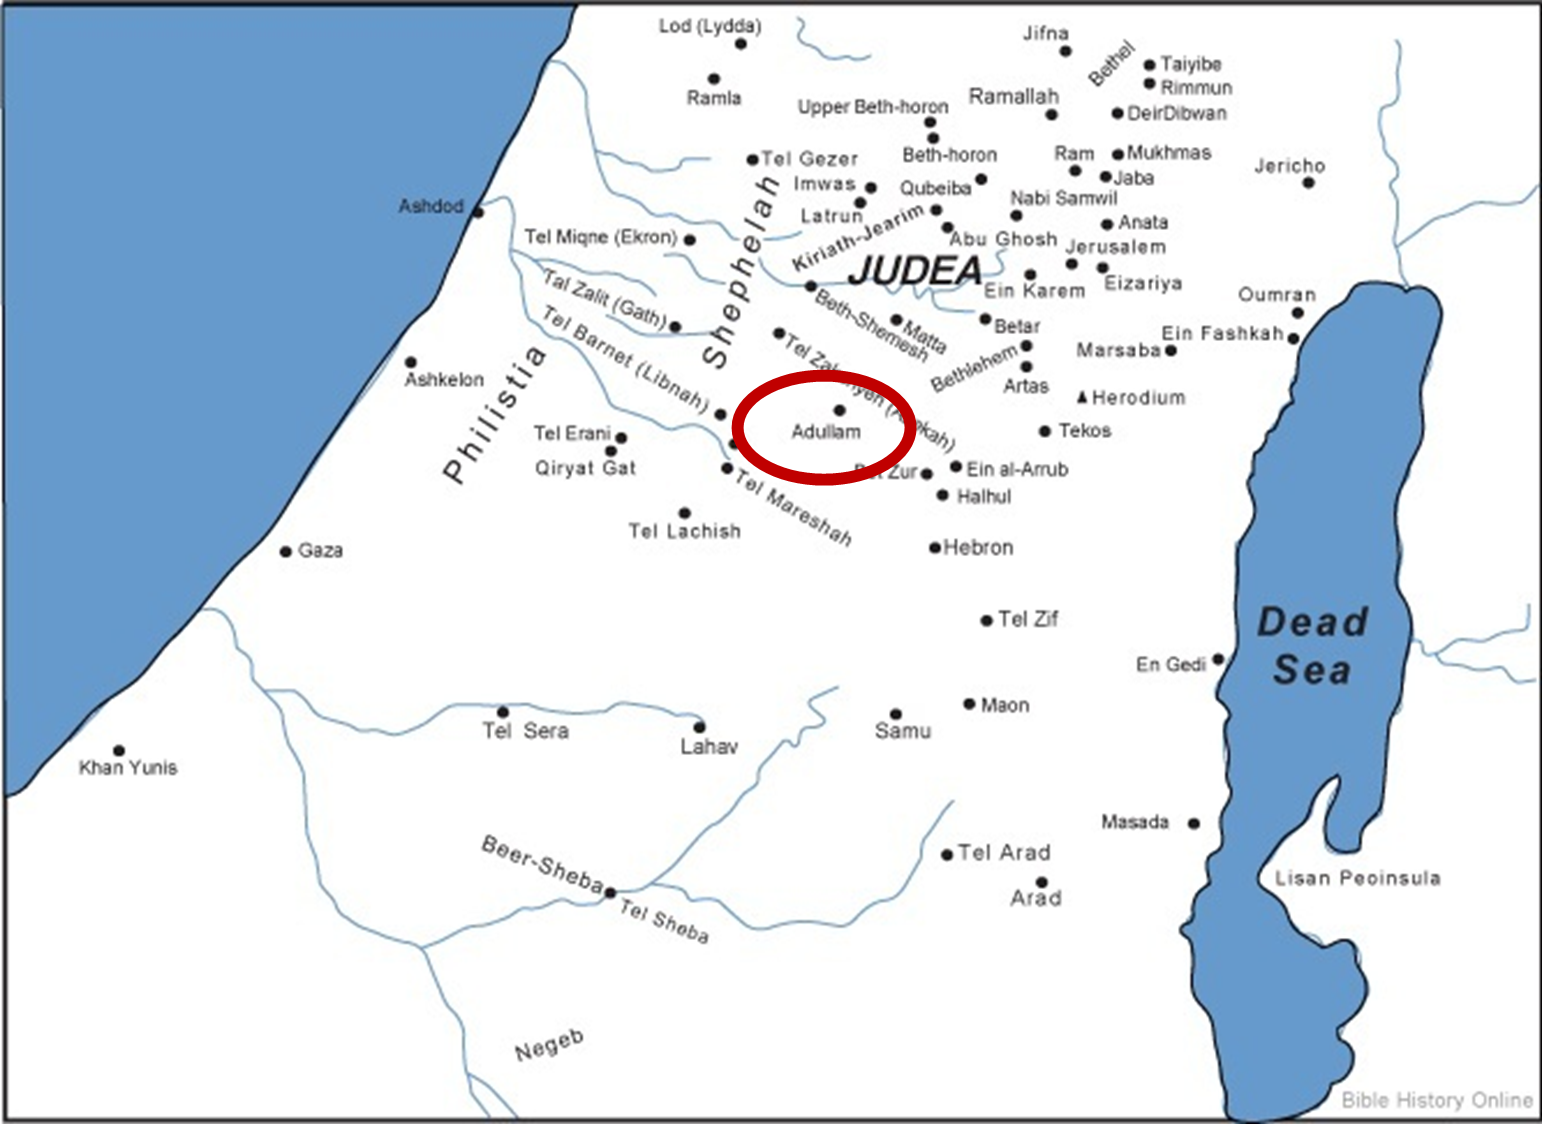 Lod (Lydda)
Jifna
Bethel
Taiyibe
Rimmun
Ramla
Upper Beth-horon
Ramallah
DeirDibwan
Beth-horon
Ram
Mukhmas
Tel Gezer
Imwas
Qubeiba
Jaba
Jericho
Latrun
Nabi Samwil
Ashdod
Kiriath-Jearim
Anata
Tel Miqne (Ekron)
Abu Ghosh
Jerusalem
Shephelah
JUDEA
Ein Karem
Eizariya
Tal Zalit (Gath)
Beth-Shemesh
Oumran
Tel Barnet (Libnah)
Matta
Betar
Ein Fashkah
Bethlehem
Marsaba
Ashkelon
Philistia
Artas
Herodium
Tel
Adullam
Tekos
Tel Erani
Qiryat Gat
Zur
Ein al-Arrub
Tel Mareshah
Halhul
Tel Lachish
Gaza
Hebron
Tel Zif
Dead
Sea
En Gedi
Maon
Tel Sera
Samu
Lahav
Khan Yunis
Masada
Beer-Sheba
Tel Arad
Lisan Peoinsula
Arad
Tel Sheba
Negeb
Bible History Online